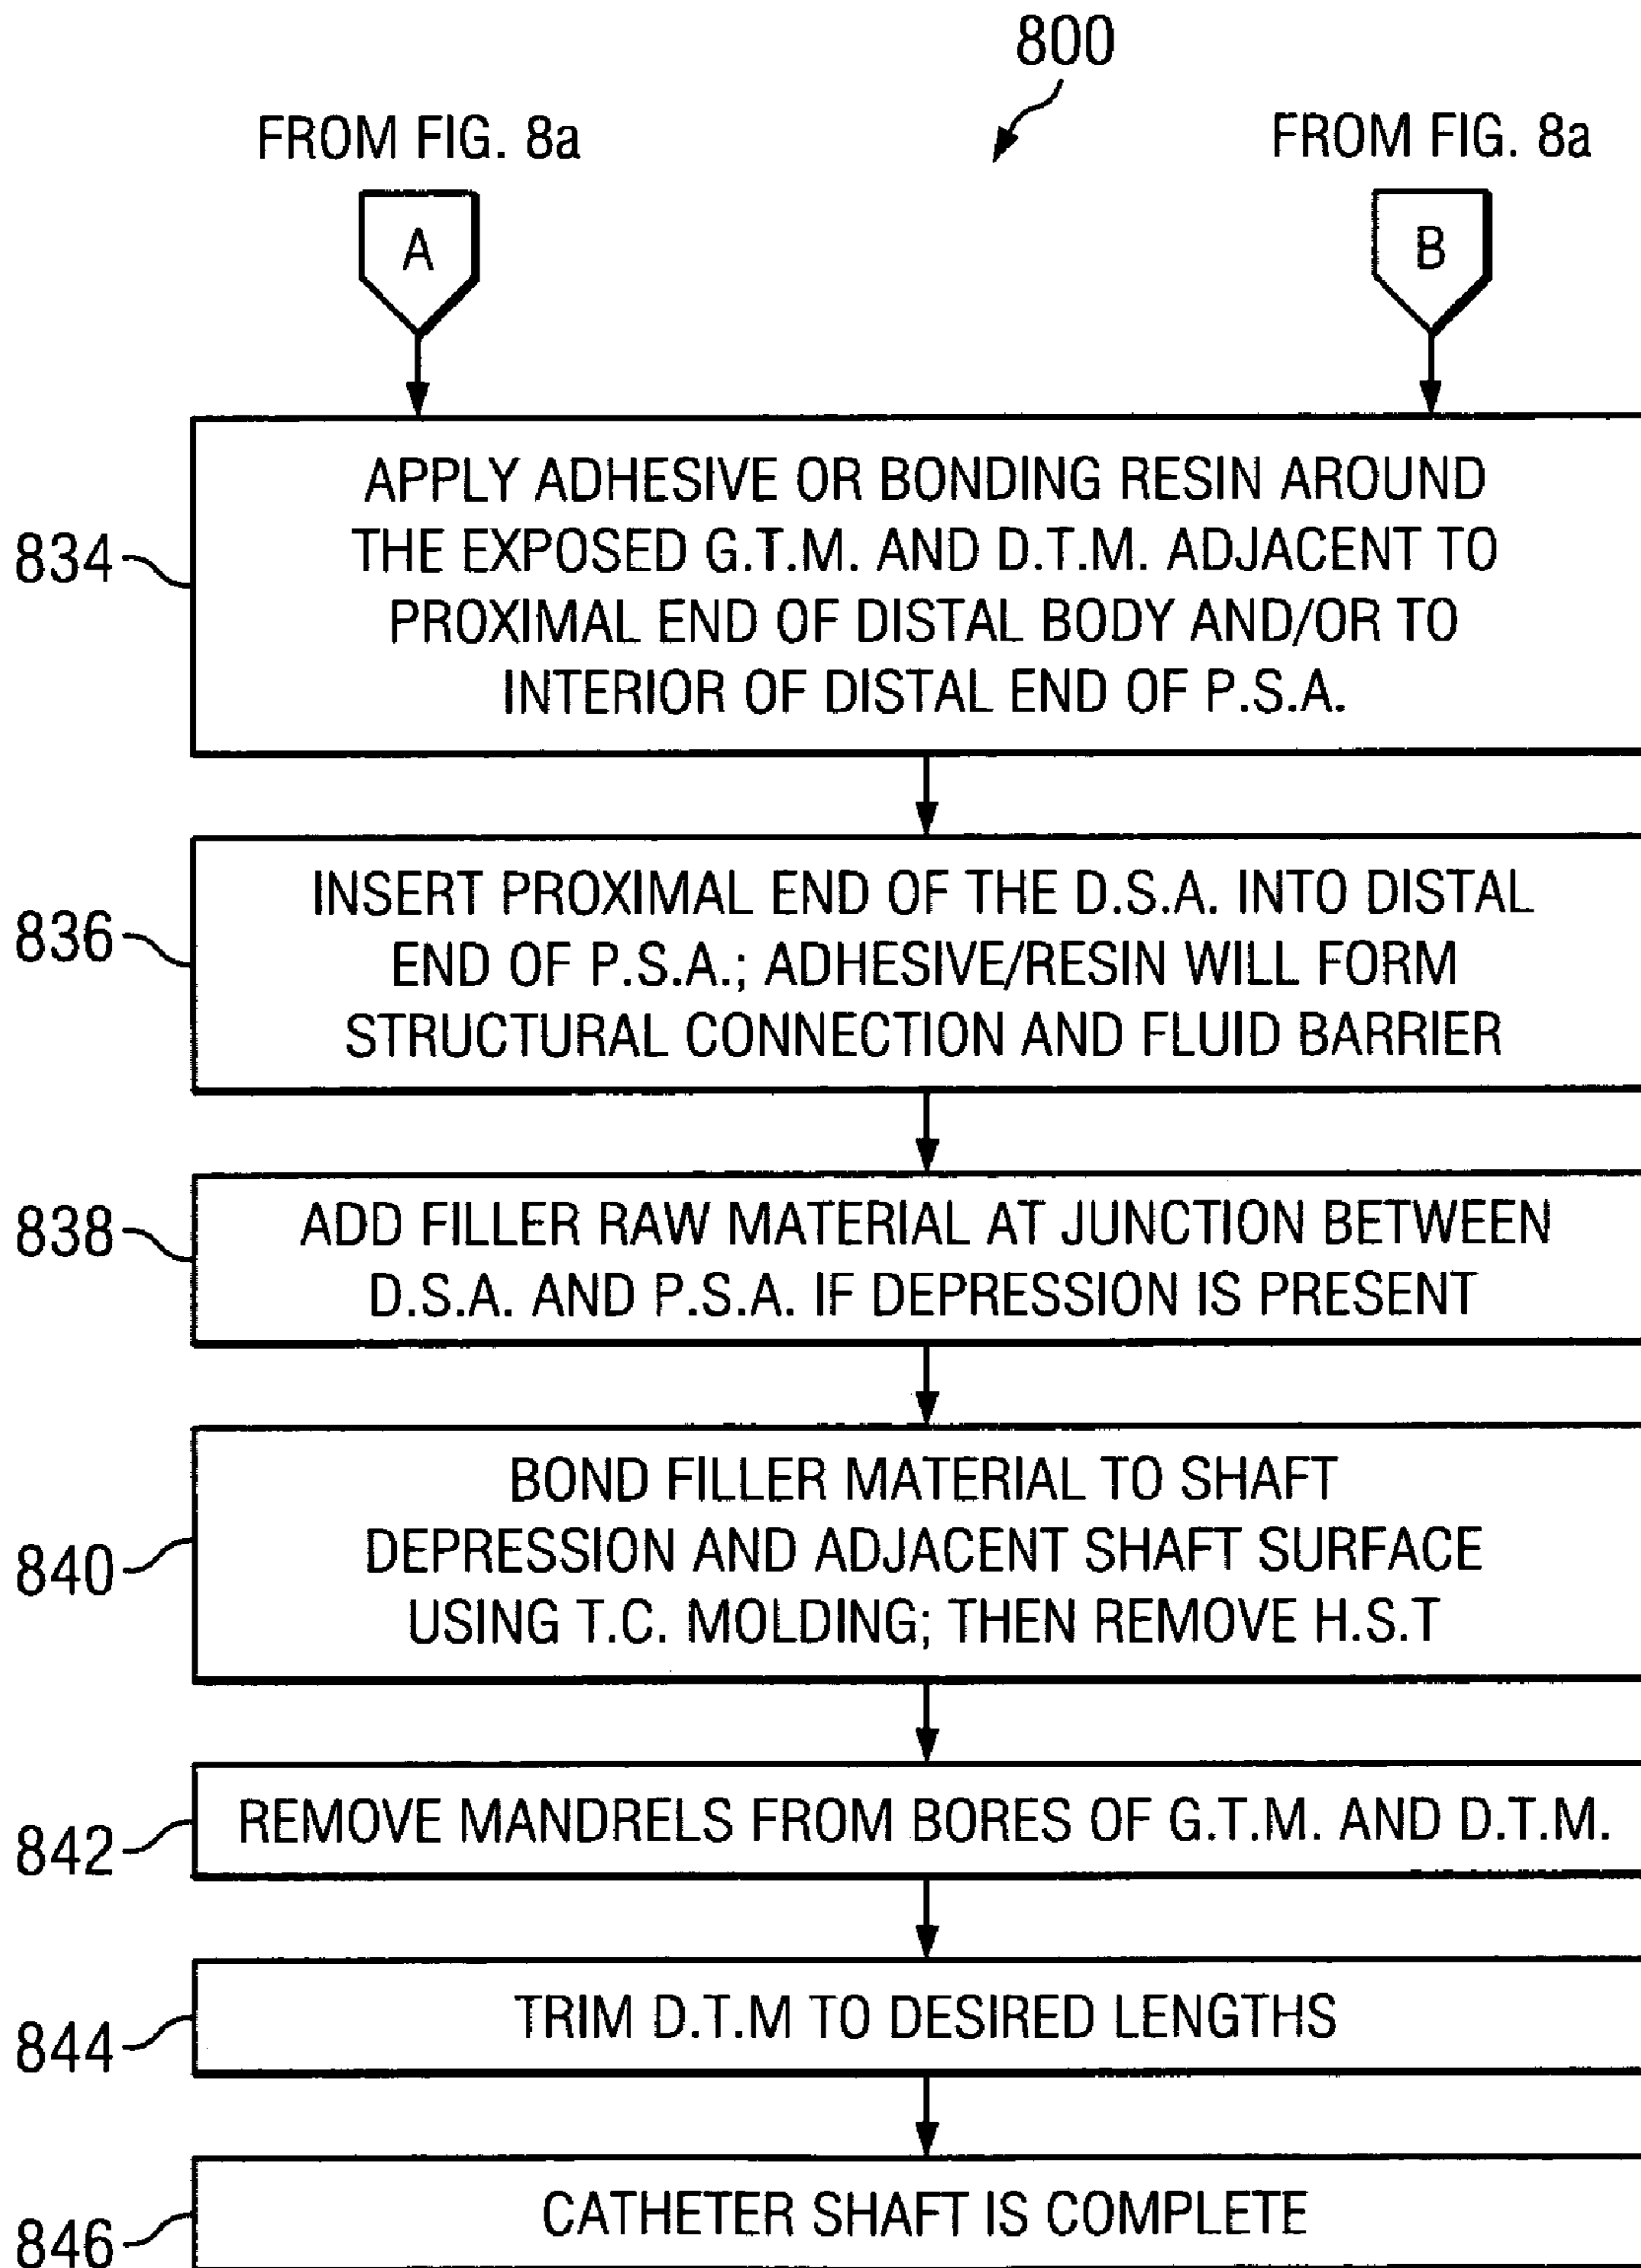 800
FROM FIG. 8a
FROM FIG. 8a
A
B
834
APPLY ADHESIVE OR BONDING RESIN AROUND
THE EXPOSED G.T.M. AND D.T.M. ADJACENT TO
PROXIMAL END OF DISTAL BODY AND/OR TO
INTERIOR OF DISTAL END OF P.S.A.
836
INSERT PROXIMAL END OF THE D.S.A. INTO DISTAL
END OF P.S.A.; ADHESIVE/RESIN WILL FORM
STRUCTURAL CONNECTION AND FLUID BARRIER
838
ADD FILLER RAW MATERIAL AT JUNCTION BETWEEN
D.S.A. AND P.S.A. IF DEPRESSION IS PRESENT
840
BOND FILLER MATERIAL TO SHAFT
DEPRESSION AND ADJACENT SHAFT SURFACE
USING T.C. MOLDING; THEN REMOVE H.S.T
842
REMOVE MANDRELS FROM BORES OF G.T.M. AND D.T.M.
844
TRIM D.T.M TO DESIRED LENGTHS
846
CATHETER SHAFT IS COMPLETE